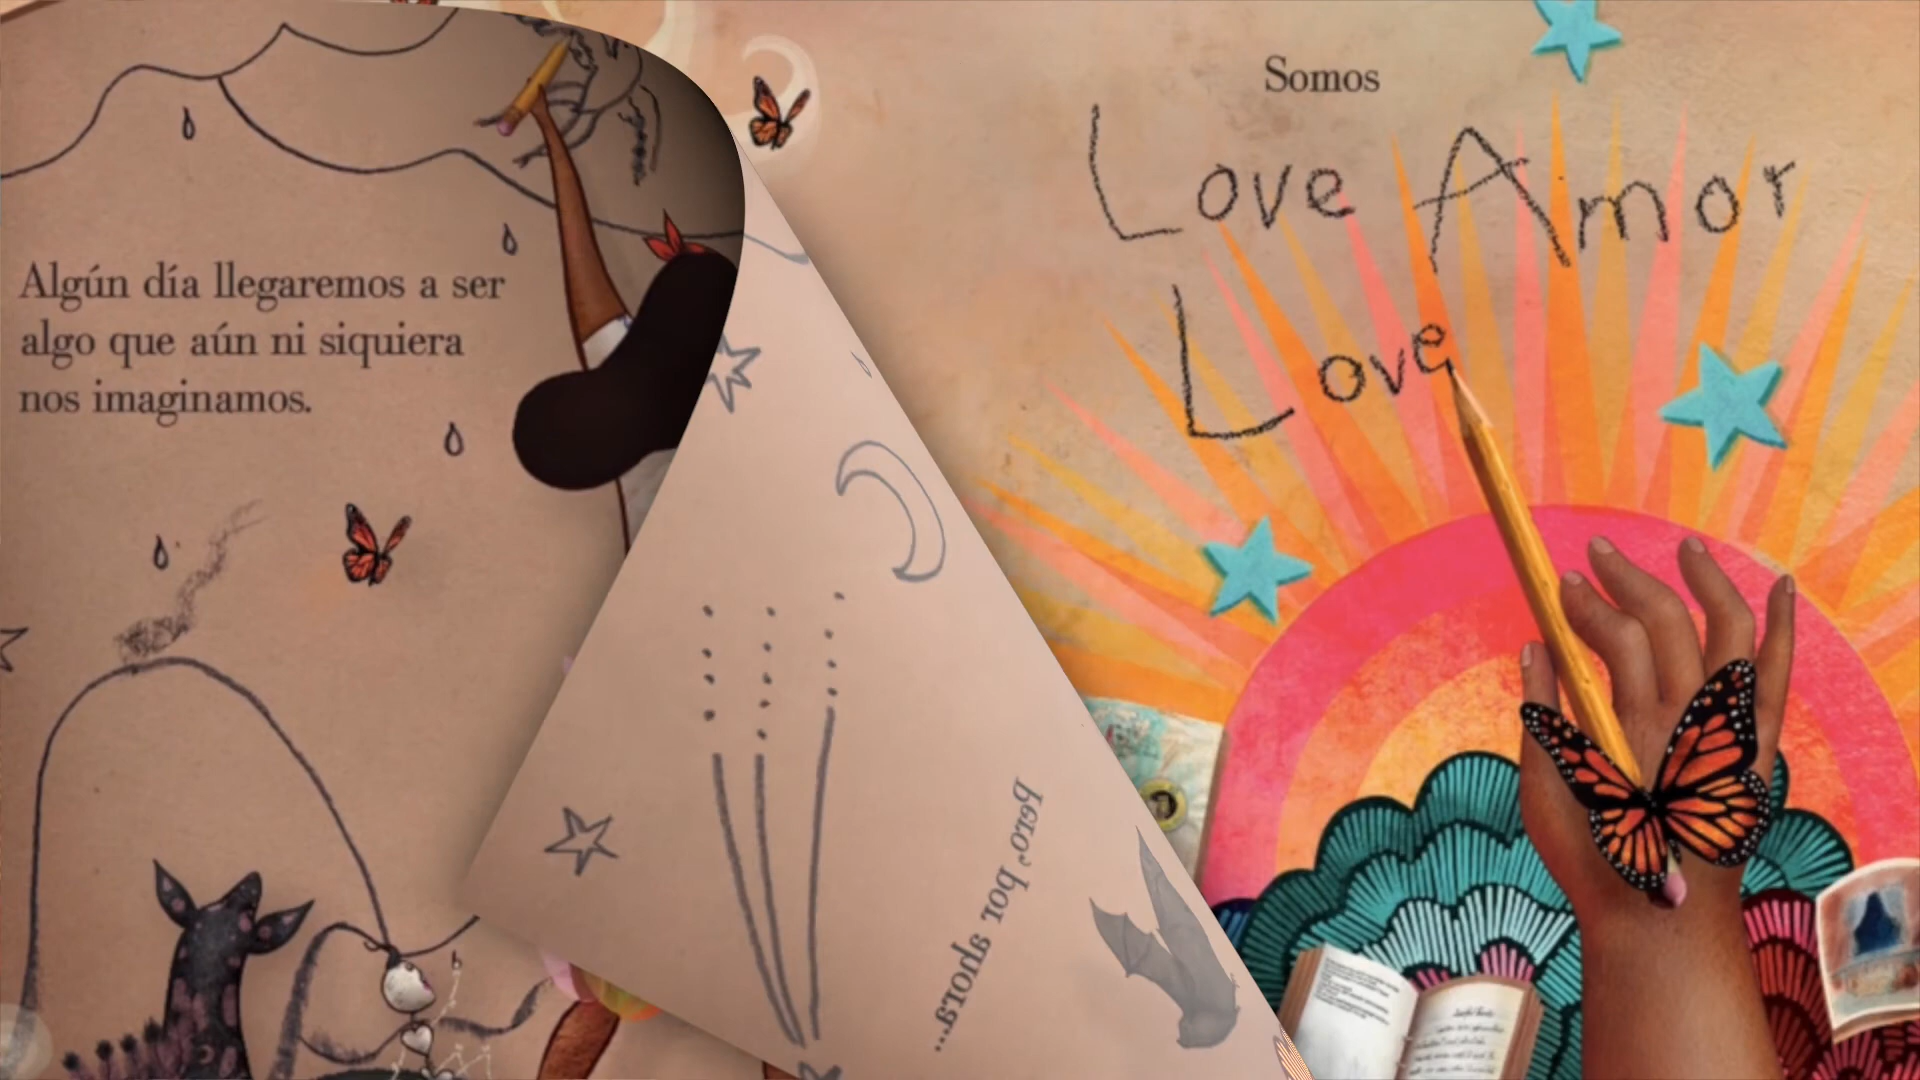 Algún día llegaremos a ser
algo que aún ni siquiera
nos imaginamos.
Pero, por ahora...
Somos
Love Amor
Love